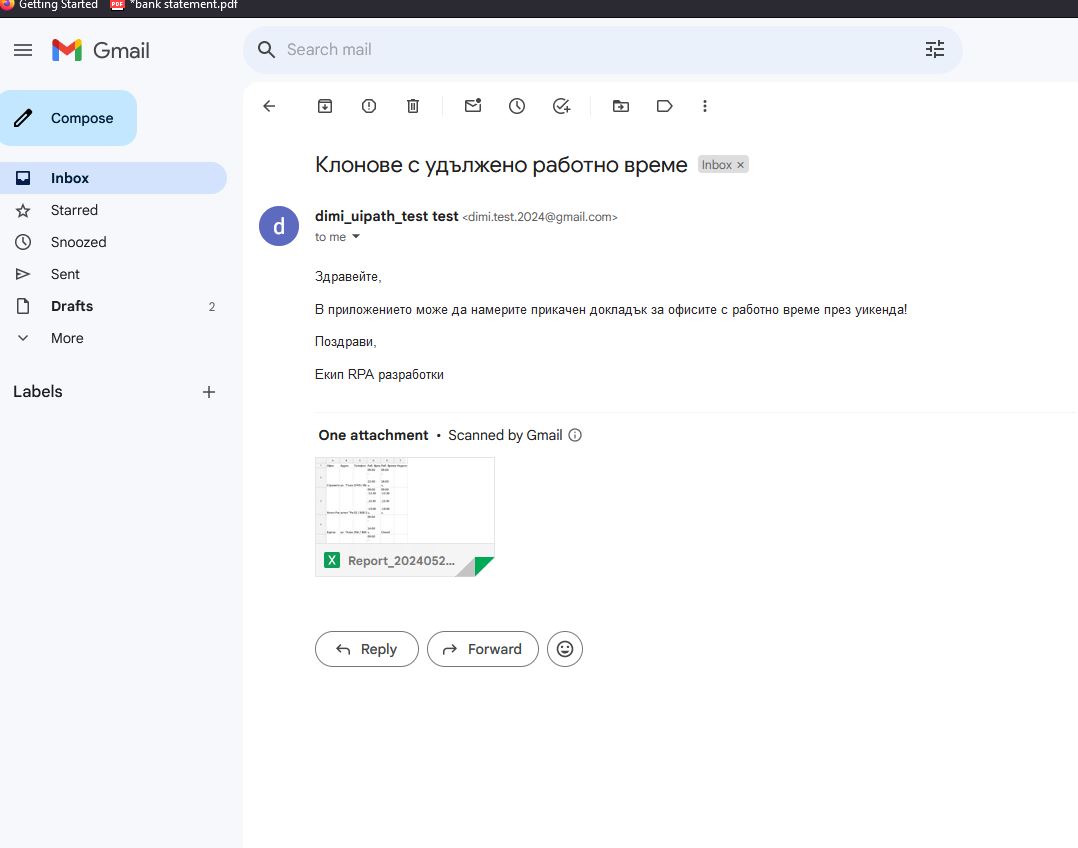 Getting Started
*bank statement.pdf
Gmail
Search mail
Compose
Клонове с удължено работно време
Inbox ×
Inbox
dimi_uipath_test test <dimi.test.2024@gmail.com>
Starred
to me
Snoozed
Sent
Здравейте,
Drafts 2
В приложението може да намерите прикачен докладък за офисите с работно време през уикенда!
More
Поздрави,
Екип RPA разработки
Labels
One attachment • Scanned by Gmail
Report_2024052...
Reply
Forward